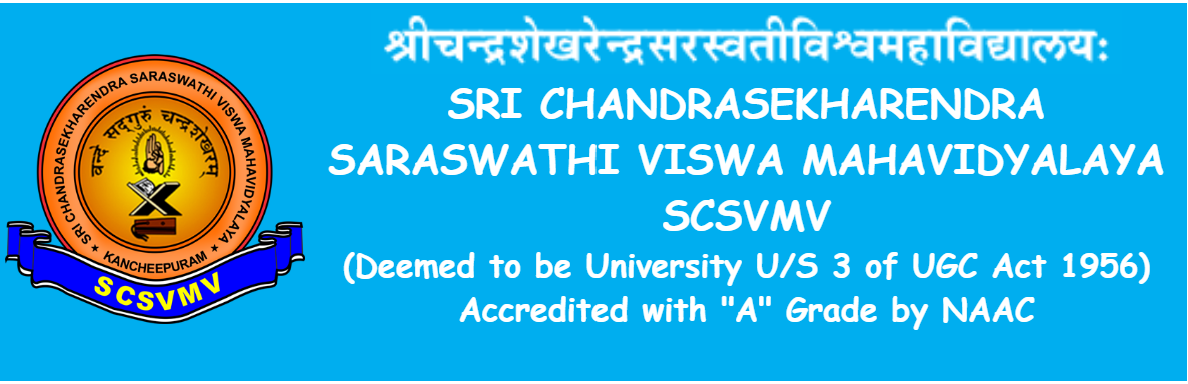 श्रीचन्द्रशेखरेन्द्रसरस्वतीविश्वमहाविद्यालयः
SRI CHANDRASEKHARENDRA
SARASWATHI VISWA MAHAVIDYALAYA
SCSVMV
(Deemed to be University U/S 3 of UGC Act 1956)
Accredited with "A" Grade by NAAC
SRI CHANDRASEKHARENDRA SARASWATHI VISWA MAHAVIDYALAYA
वन्दे सद्गुरुं चन्द्रशेखरम्
★ KANCHEEPURAM ★
SCSVMV